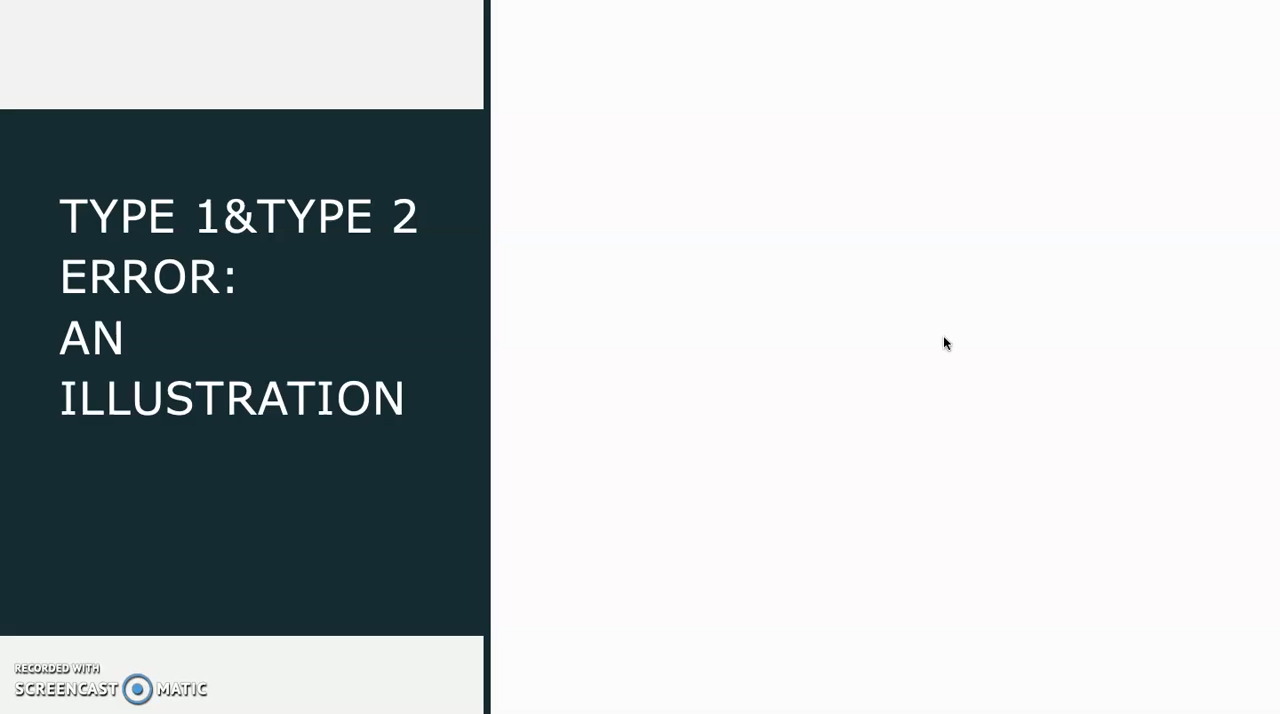 TYPE 1&TYPE 2
ERROR:
AN
ILLUSTRATION
RECORDED WITH
SCREENCAST MATIC